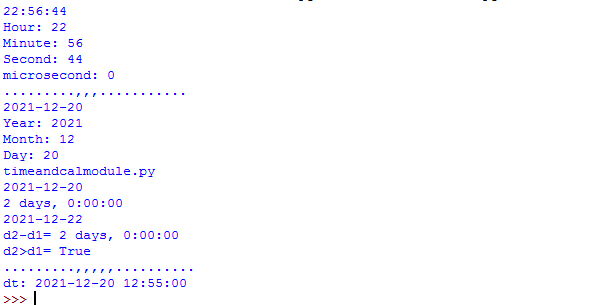 22:56:44
Hour: 22
Minute: 56
Second: 44
microsecond: 0
.........,,,...........
2021-12-20
Year: 2021
Month: 12
Day: 20
timeandcalmodule.py
2021-12-20
2 days, 0:00:00
2021-12-22
d2-d1= 2 days, 0:00:00
d2>d1= True
.........,,,,,..........
dt: 2021-12-20 12:55:00
>>>